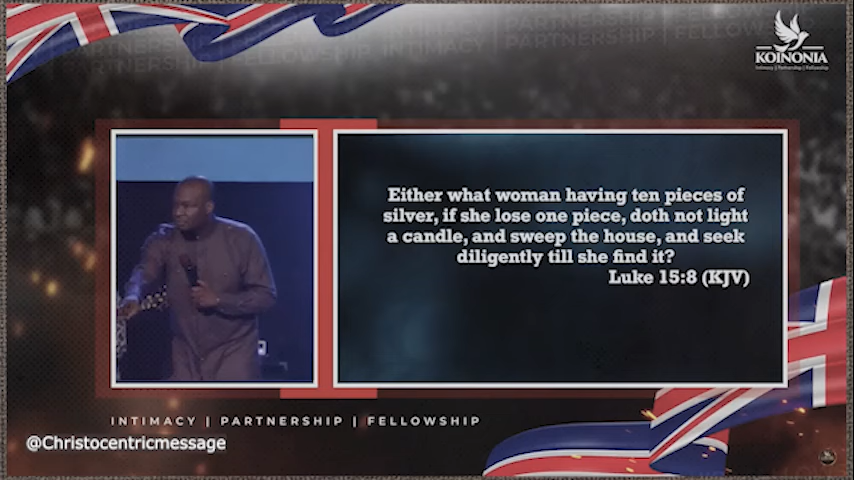 KOINONIA
Intimacy | Partnership | Fellowship
Either what woman having ten pieces of
silver, if she lose one piece, doth not light
a candle, and sweep the house, and seek
diligently till she find it?
Luke 15:8 (KJV)
INTIMACY | PARTNERSHIP | FELLOWSHIP
@Christocentricmessage